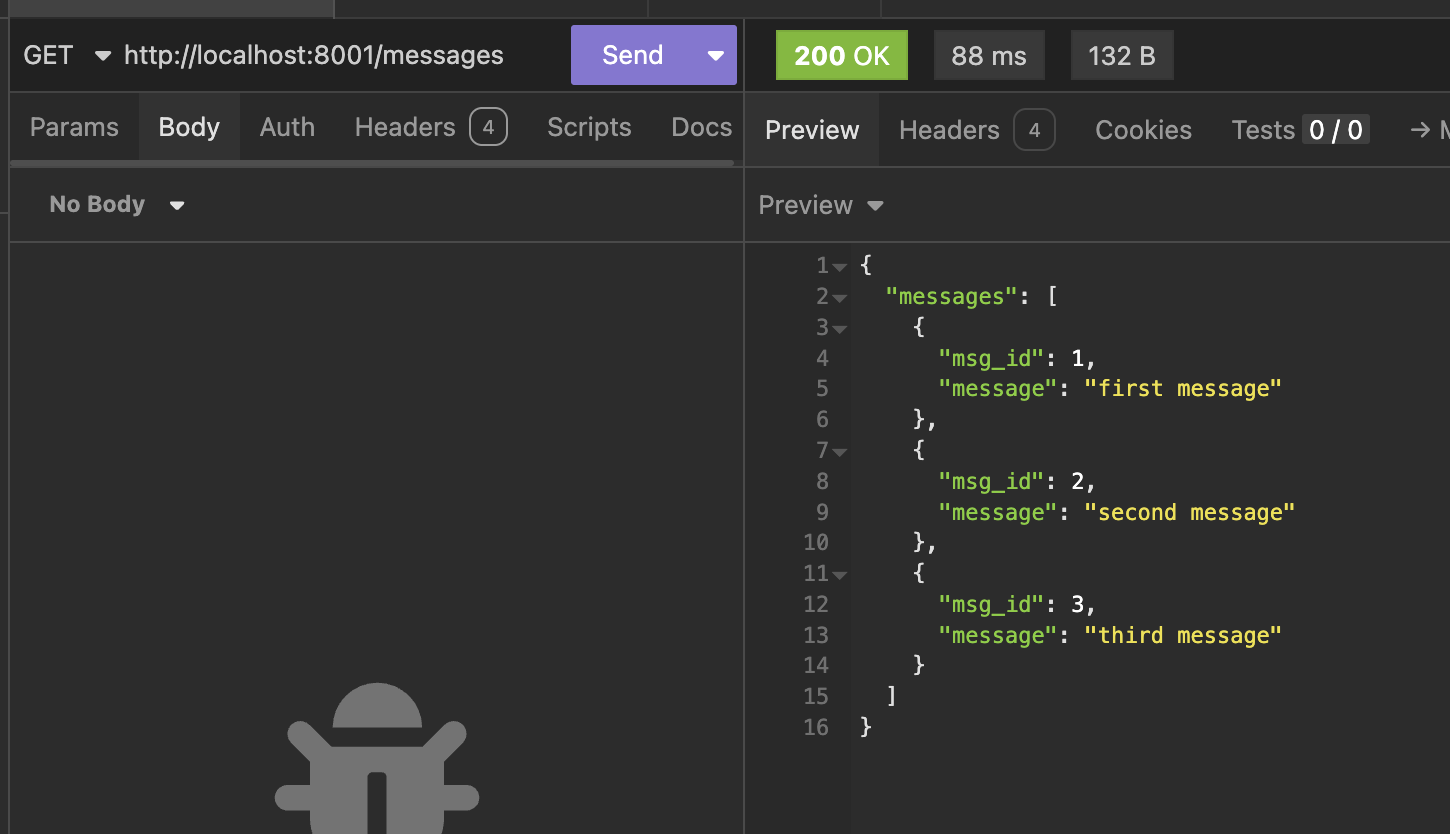 GET http://localhost:8001/messages Send
200 OK 88 ms 132 B
Params Body Auth Headers 4 Scripts Docs
Preview Headers 4 Cookies Tests 0 / 0 → M
No Body
Preview
1 {
2 "messages": [
3 {
4 "msg_id": 1,
5 "message": "first message"
6 },
7 {
8 "msg_id": 2,
9 "message": "second message"
10 },
11 {
12 "msg_id": 3,
13 "message": "third message"
14 }
15 ]
16 }